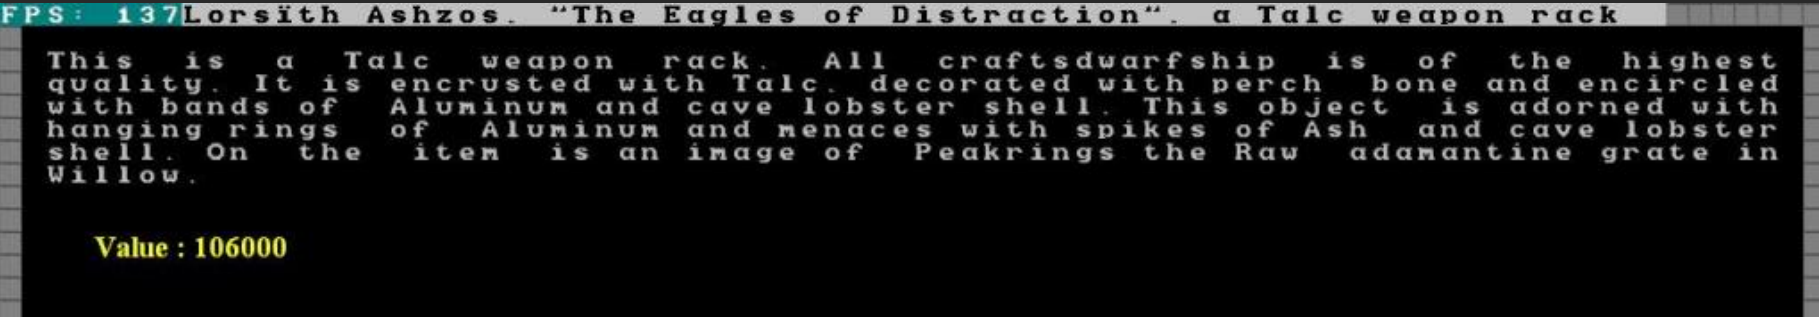 FPS: 137 Lorsïth Ashzos. "The Eagles of Distraction". a Talc weapon rack
This is a Talc weapon rack. All craftsdwarfship is of the highest
quality. It is encrusted with Talc. decorated with perch bone and encircled
with bands of Aluminum and cave lobster shell. This object is adorned with
hanging rings of Aluminum and menaces with spikes of Ash and cave lobster
shell. On the item is an image of Peakrings the Raw adamantine grate in
Willow.
Value : 106000